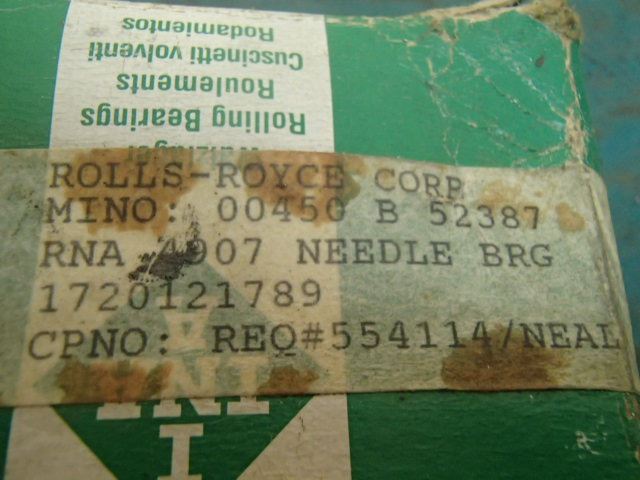 Rodamientos
Cuscinetti volventi
Roulements
Rolling Bearings
ROLLS-ROYCE CORP
MINO: 00450 B 52387
RNA 4907 NEEDLE BRG
1720121789
CPNO: REQ#554114/NEAL
INI
I